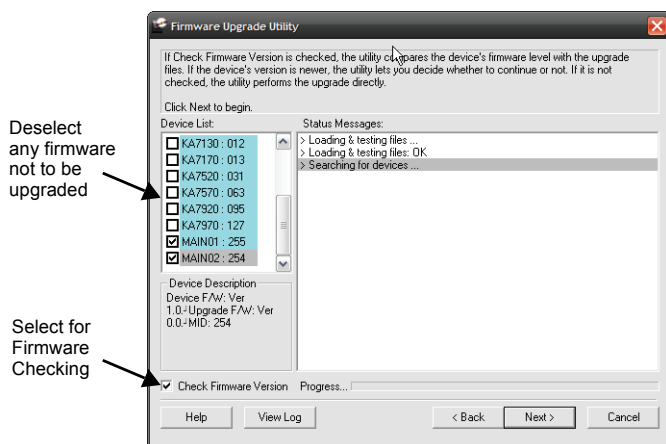 Firmware Upgrade Utility
If Check Firmware Version is checked, the utility compares the device's firmware level with the upgrade
files. If the device's version is newer, the utility lets you decide whether to continue or not. If it is not
checked, the utility performs the upgrade directly.
Click Next to begin.
Device List:
Status Messages:
Deselect
any firmware
not to be
upgraded
KA7130 : 012
KA7170 : 013
KA7520 : 031
KA7570 : 063
KA7920 : 095
KA7970 : 127
MAIN01 : 255
MAIN02 : 254
> Loading & testing files ...
> Loading & testing files: OK
> Searching for devices ...
Device Description
Device F/W: Ver
1.0.┘Upgrade F/W: Ver
0.0.┘MID: 254
Select for
Firmware
Checking
Check Firmware Version
Progress...
Help
View Log
< Back
Next >
Cancel